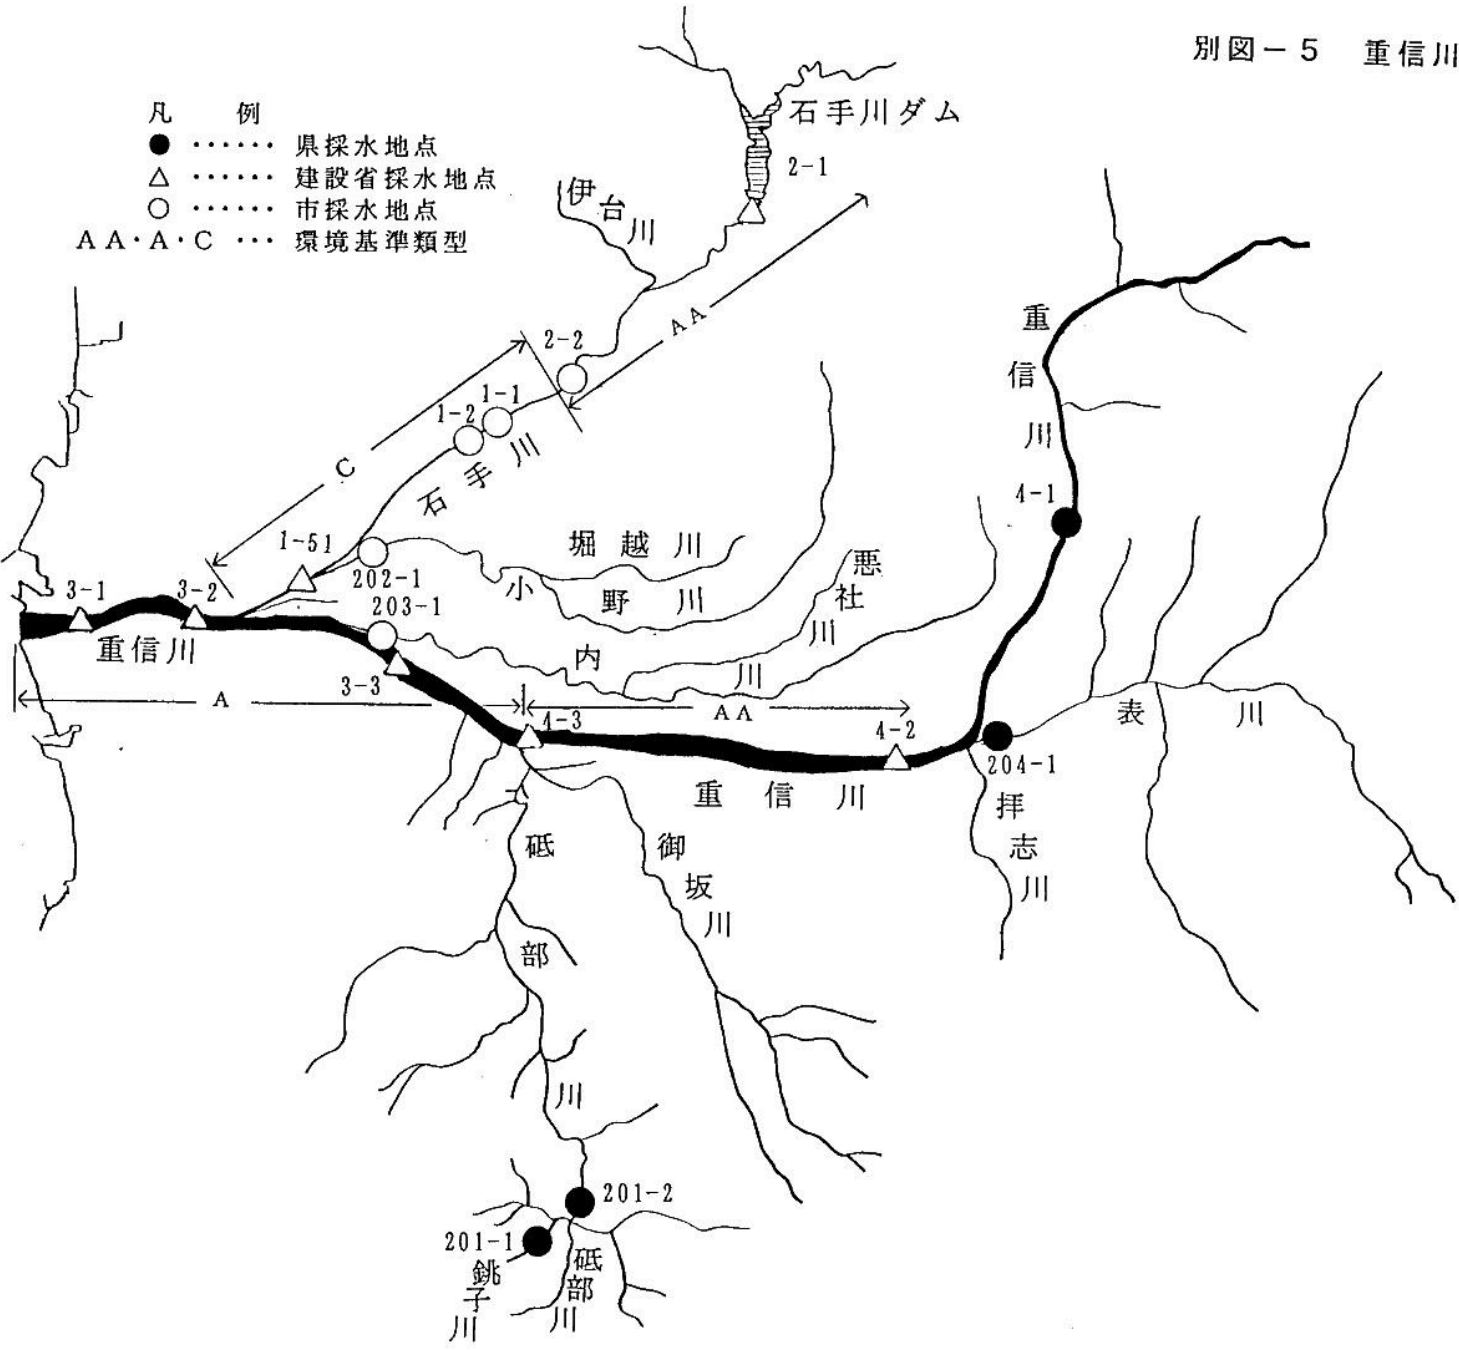 別図－5 重信川
凡 例
● ‥‥‥ 県採水地点
△ ‥‥‥ 建設省採水地点
○ ‥‥‥ 市採水地点
AA・A・C … 環境基準類型
石手川ダム
2-1
伊台川
AA
2-2
1-1
1-2
C
石手川
1-51
202-1
堀越川
小野川
悪社川
内川
203-1
3-1
3-2
重信川
3-3
A
4-3
AA
4-2
重信川
重信川
4-1
204-1
表川
拝志川
砥部川
御坂川
201-2
201-1
銚子川
砥部川